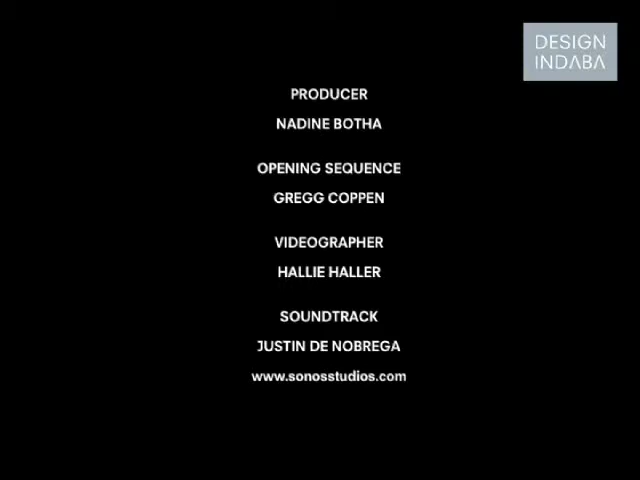 DESIGN
INDABA
PRODUCER
NADINE BOTHA
OPENING SEQUENCE
GREGG COPPEN
VIDEOGRAPHER
HALLIE HALLER
SOUNDTRACK
JUSTIN DE NOBREGA
www.sonosstudios.com